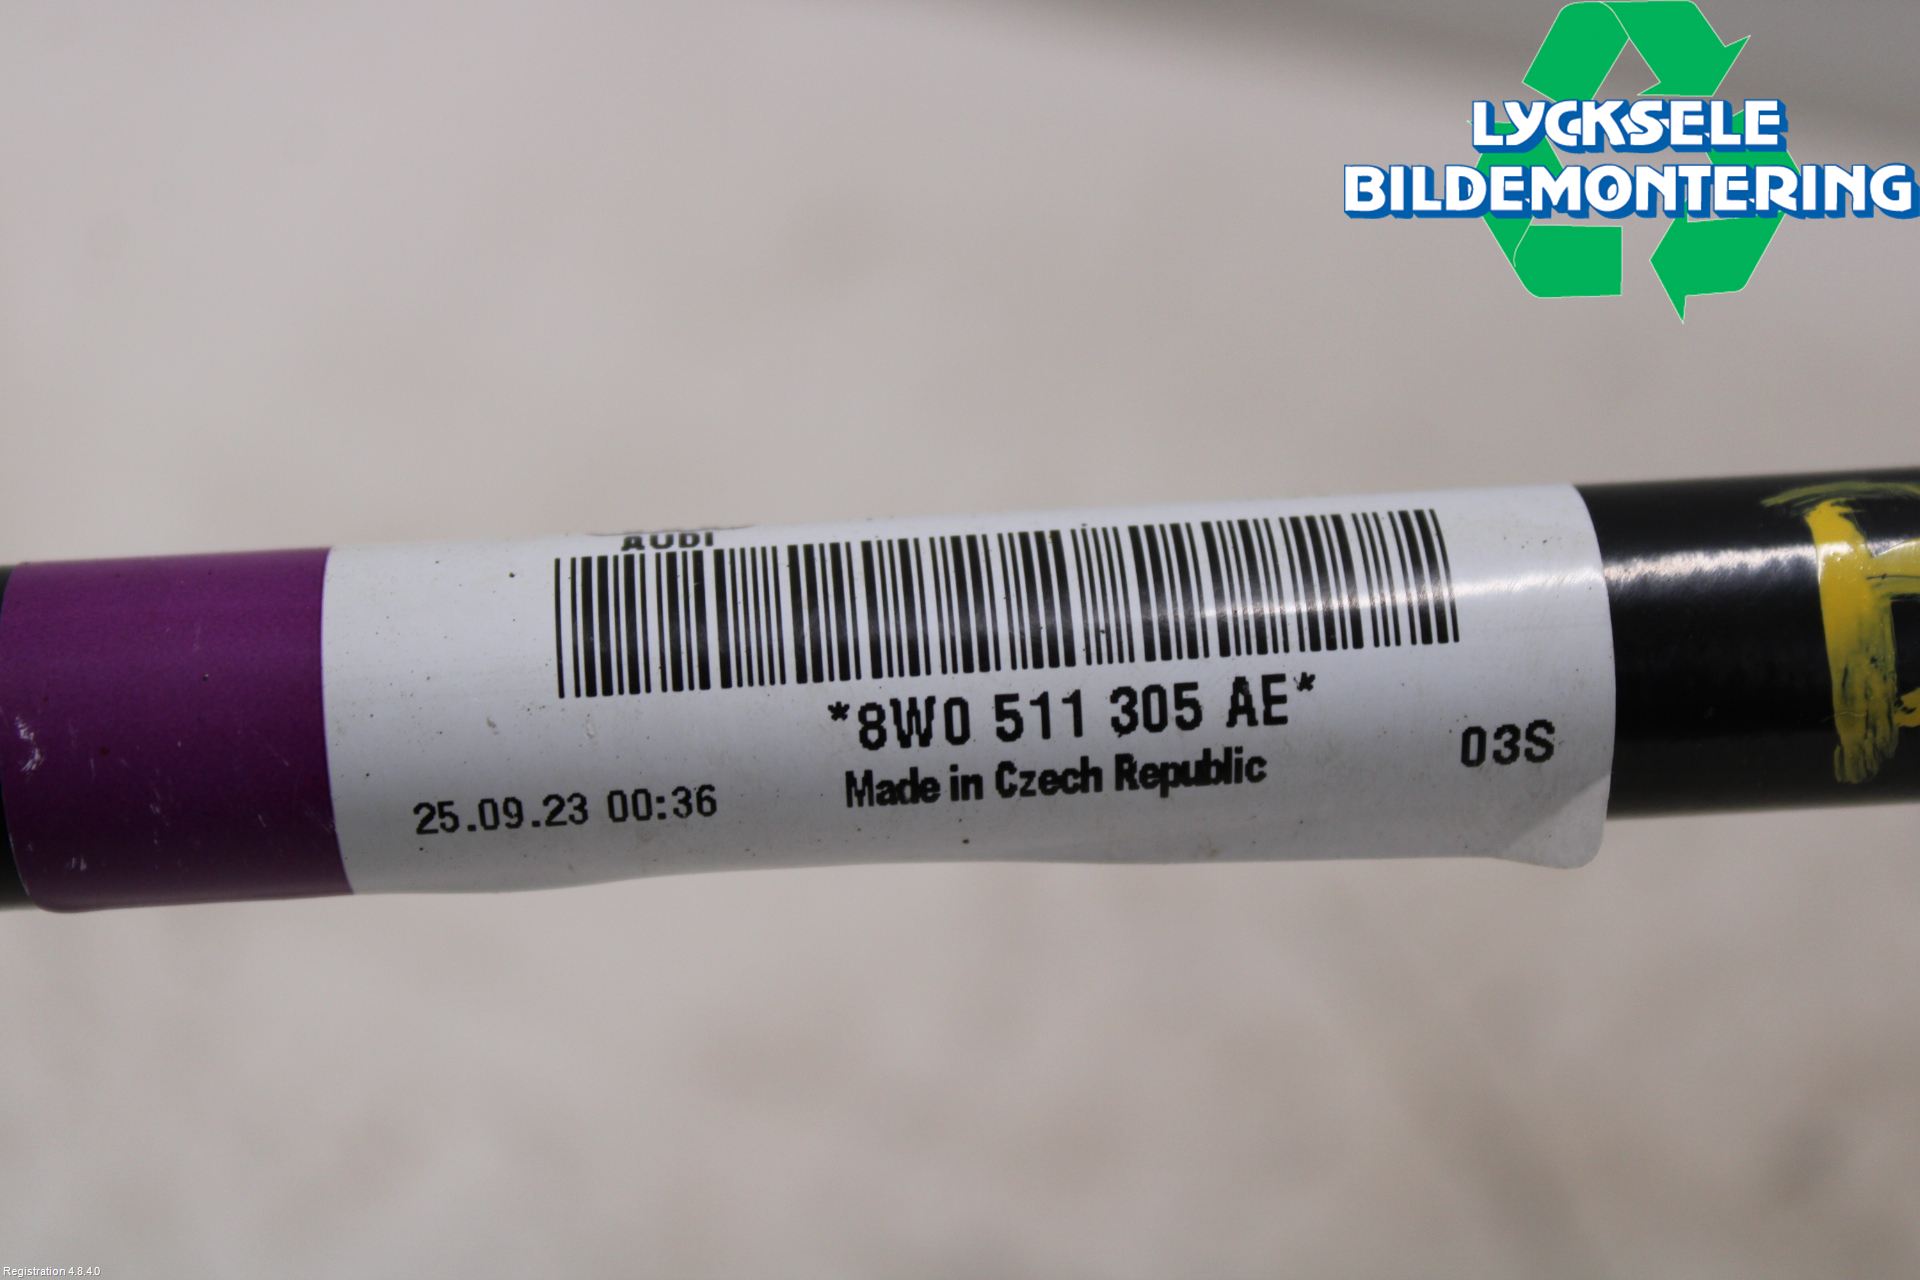 LYCKSELE
BILDEMONTERING
AUDI
*8W0 511 305 AE*
Made in Czech Republic
25.09.23 00:36
03S
Registration 4.8.4.0